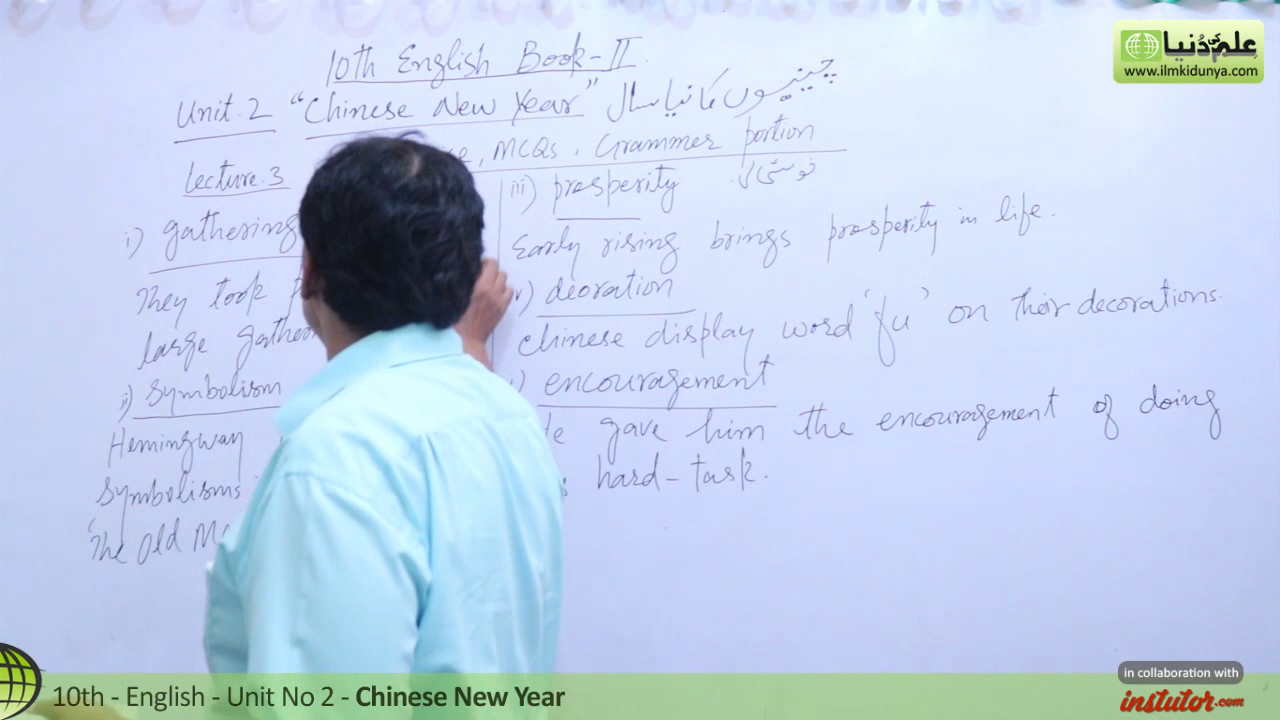 علم کی دُنیا
www.ilmkidunya.com
10th English Book-II
Unit.2 "Chinese New Year" چینیوں کا نیا سال
Lecture.3 , MCQs, Grammer portion
i) gathering
They took
large
ii) Symbolism
Hemingway
Symbolisms
'The Old
iii) prosperity خوشحالی
Early rising brings prosperity in life.
) deoration
Chinese display word 'fu' on their decorations.
) encouragement
gave him the encouragement of doing
hard-task.
10th - English - Unit No 2 - Chinese New Year
in collaboration with
instutor.com